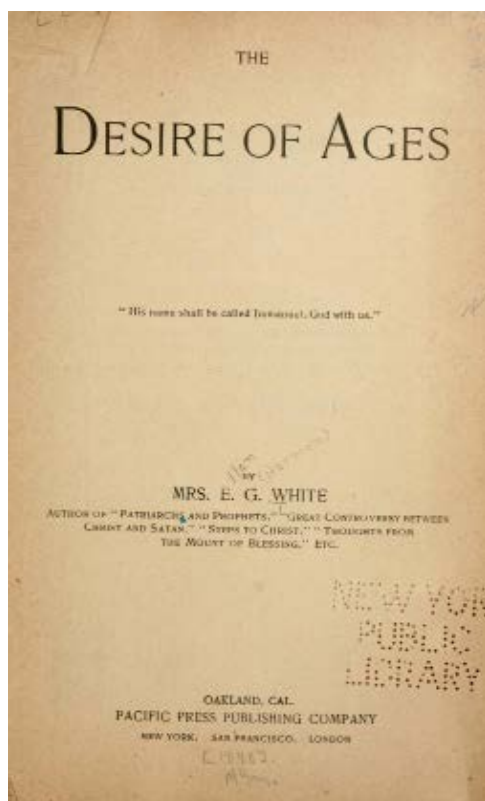 THE
DESIRE OF AGES
"His name shall be called Immanuel, God with us."
BY
MRS. E. G. WHITE
AUTHOR OF "PATRIARCHS AND PROPHETS," "GREAT CONTROVERSY BETWEEN
CHRIST AND SATAN," "STEPS TO CHRIST," "THOUGHTS FROM
THE MOUNT OF BLESSING," ETC.
NEW YORK
PUBLIC
LIBRARY
OAKLAND, CAL.
PACIFIC PRESS PUBLISHING COMPANY
NEW YORK, SAN FRANCISCO, LONDON